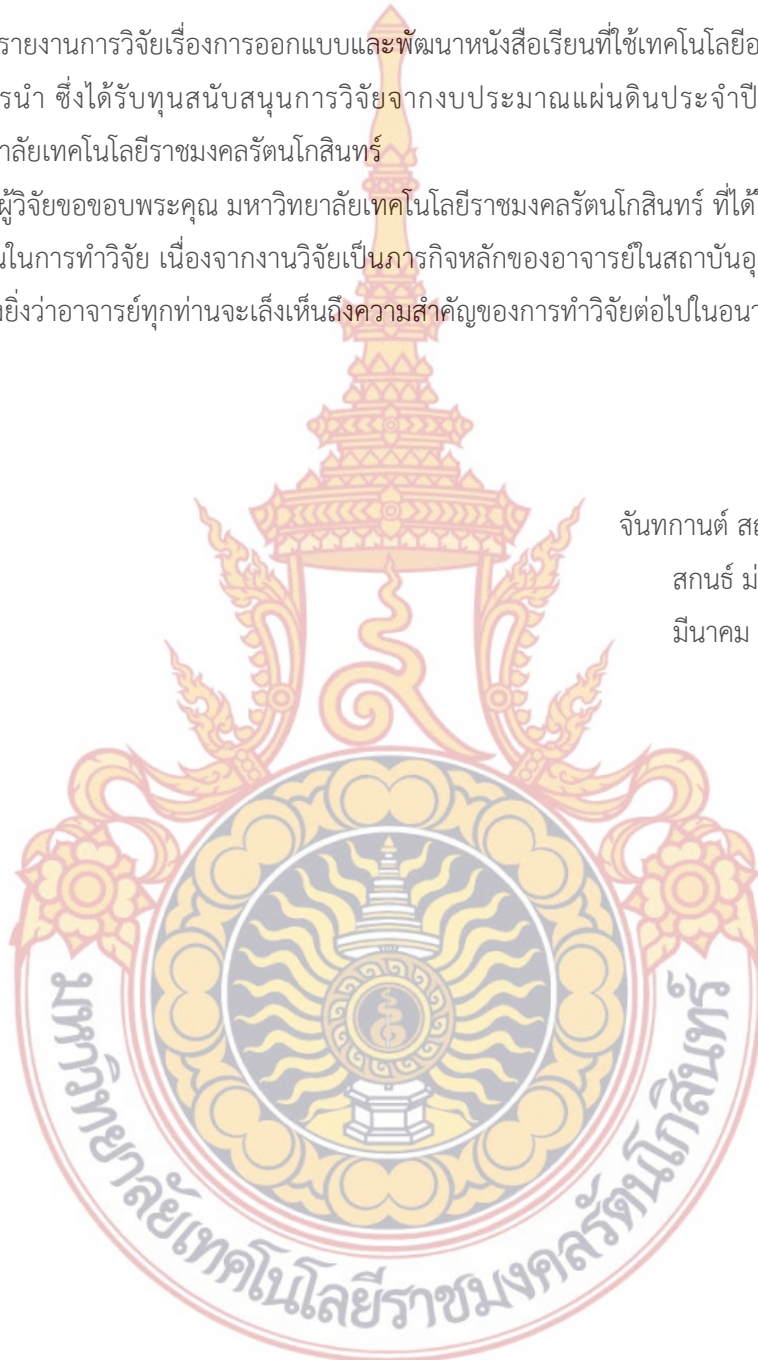 รายงานการวิจัยเรื่องการออกแบบและพัฒนาหนังสือเรียนที่ใช้เทคโนโลยีอ
รนำ ซึ่งได้รับทุนสนับสนุนการวิจัยจากงบประมาณแผ่นดินประจำปี
าลัยเทคโนโลยีราชมงคลรัตนโกสินทร์
ผู้วิจัยขอขอบพระคุณ มหาวิทยาลัยเทคโนโลยีราชมงคลรัตนโกสินทร์ ที่ได้ใ
นในการทำวิจัย เนื่องจากงานวิจัยเป็นภารกิจหลักของอาจารย์ในสถาบันอุ
งยิ่งว่าอาจารย์ทุกท่านจะเล็งเห็นถึงความสำคัญของการทำวิจัยต่อไปในอนา
จันทกานต์ สถ
สกนธ์ ม่
มีนาคม
มหาวิทยาลัยเทคโนโลยีราชมงคลรัตนโกสินทร์